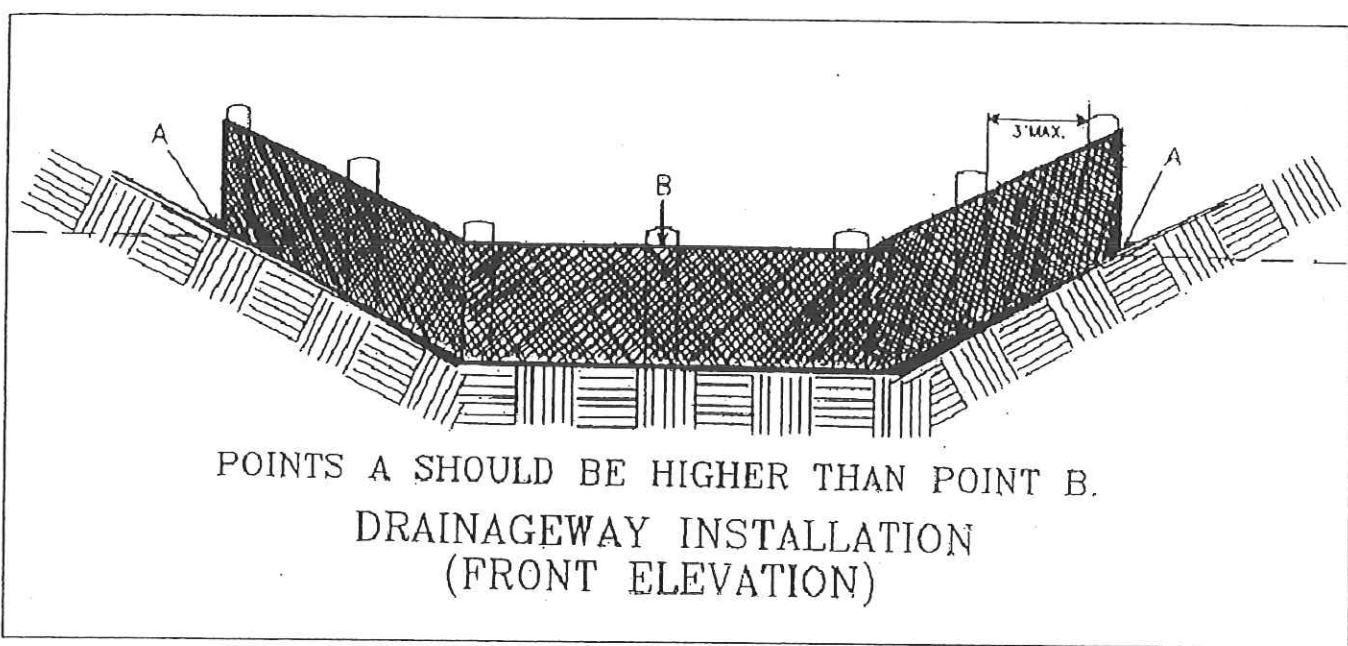 A
B
3'MAX.
A
POINTS A SHOULD BE HIGHER THAN POINT B.
DRAINAGEWAY INSTALLATION
(FRONT ELEVATION)